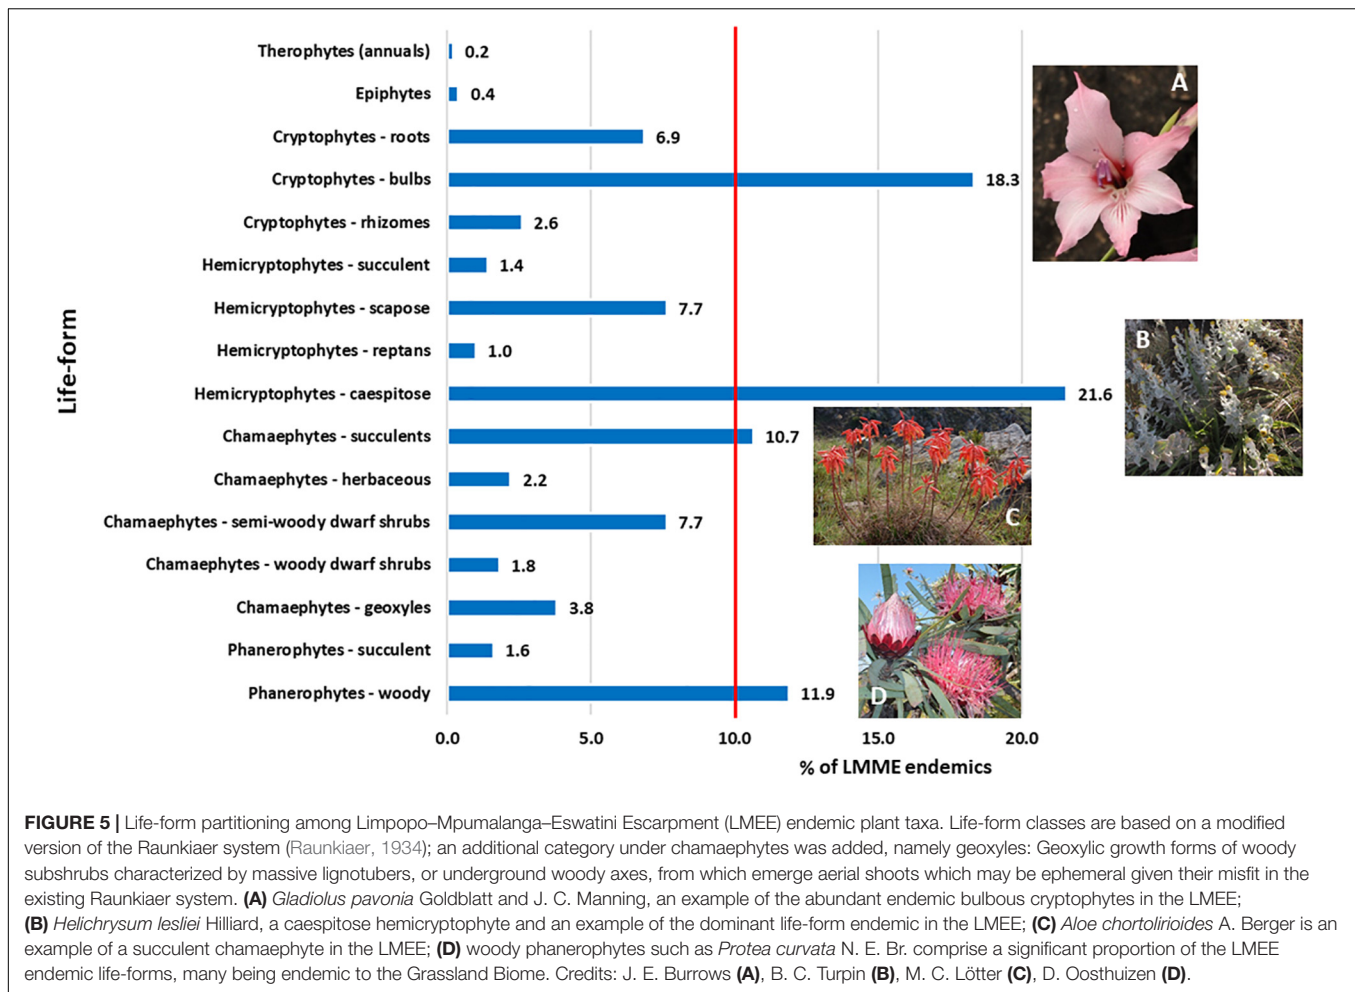 Therophytes (annuals) 0.2
Epiphytes 0.4
Cryptophytes - roots 6.9
Cryptophytes - bulbs 18.3
Cryptophytes - rhizomes 2.6
Hemicryptophytes - succulent 1.4
Hemicryptophytes - scapose 7.7
Hemicryptophytes - reptans 1.0
Hemicryptophytes - caespitose 21.6
Chamaephytes - succulents 10.7
Chamaephytes - herbaceous 2.2
Chamaephytes - semi-woody dwarf shrubs 7.7
Chamaephytes - woody dwarf shrubs 1.8
Chamaephytes - geoxyles 3.8
Phanerophytes - succulent 1.6
Phanerophytes - woody 11.9
Life-form
0.0 5.0 10.0 15.0 20.0
% of LMME endemics
A
B
C
D
FIGURE 5 | Life-form partitioning among Limpopo–Mpumalanga–Eswatini Escarpment (LMEE) endemic plant taxa. Life-form classes are based on a modified
version of the Raunkiaer system (Raunkiaer, 1934); an additional category under chamaephytes was added, namely geoxyles: Geoxylic growth forms of woody
subshrubs characterized by massive lignotubers, or underground woody axes, from which emerge aerial shoots which may be ephemeral given their misfit in the
existing Raunkiaer system. (A) Gladiolus pavonia Goldblatt and J. C. Manning, an example of the abundant endemic bulbous cryptophytes in the LMEE;
(B) Helichrysum lesliei Hilliard, a caespitose hemicryptophyte and an example of the dominant life-form endemic in the LMEE; (C) Aloe chortolirioides A. Berger is an
example of a succulent chamaephyte in the LMEE; (D) woody phanerophytes such as Protea curvata N. E. Br. comprise a significant proportion of the LMEE
endemic life-forms, many being endemic to the Grassland Biome. Credits: J. E. Burrows (A), B. C. Turpin (B), M. C. Lötter (C), D. Oosthuizen (D).